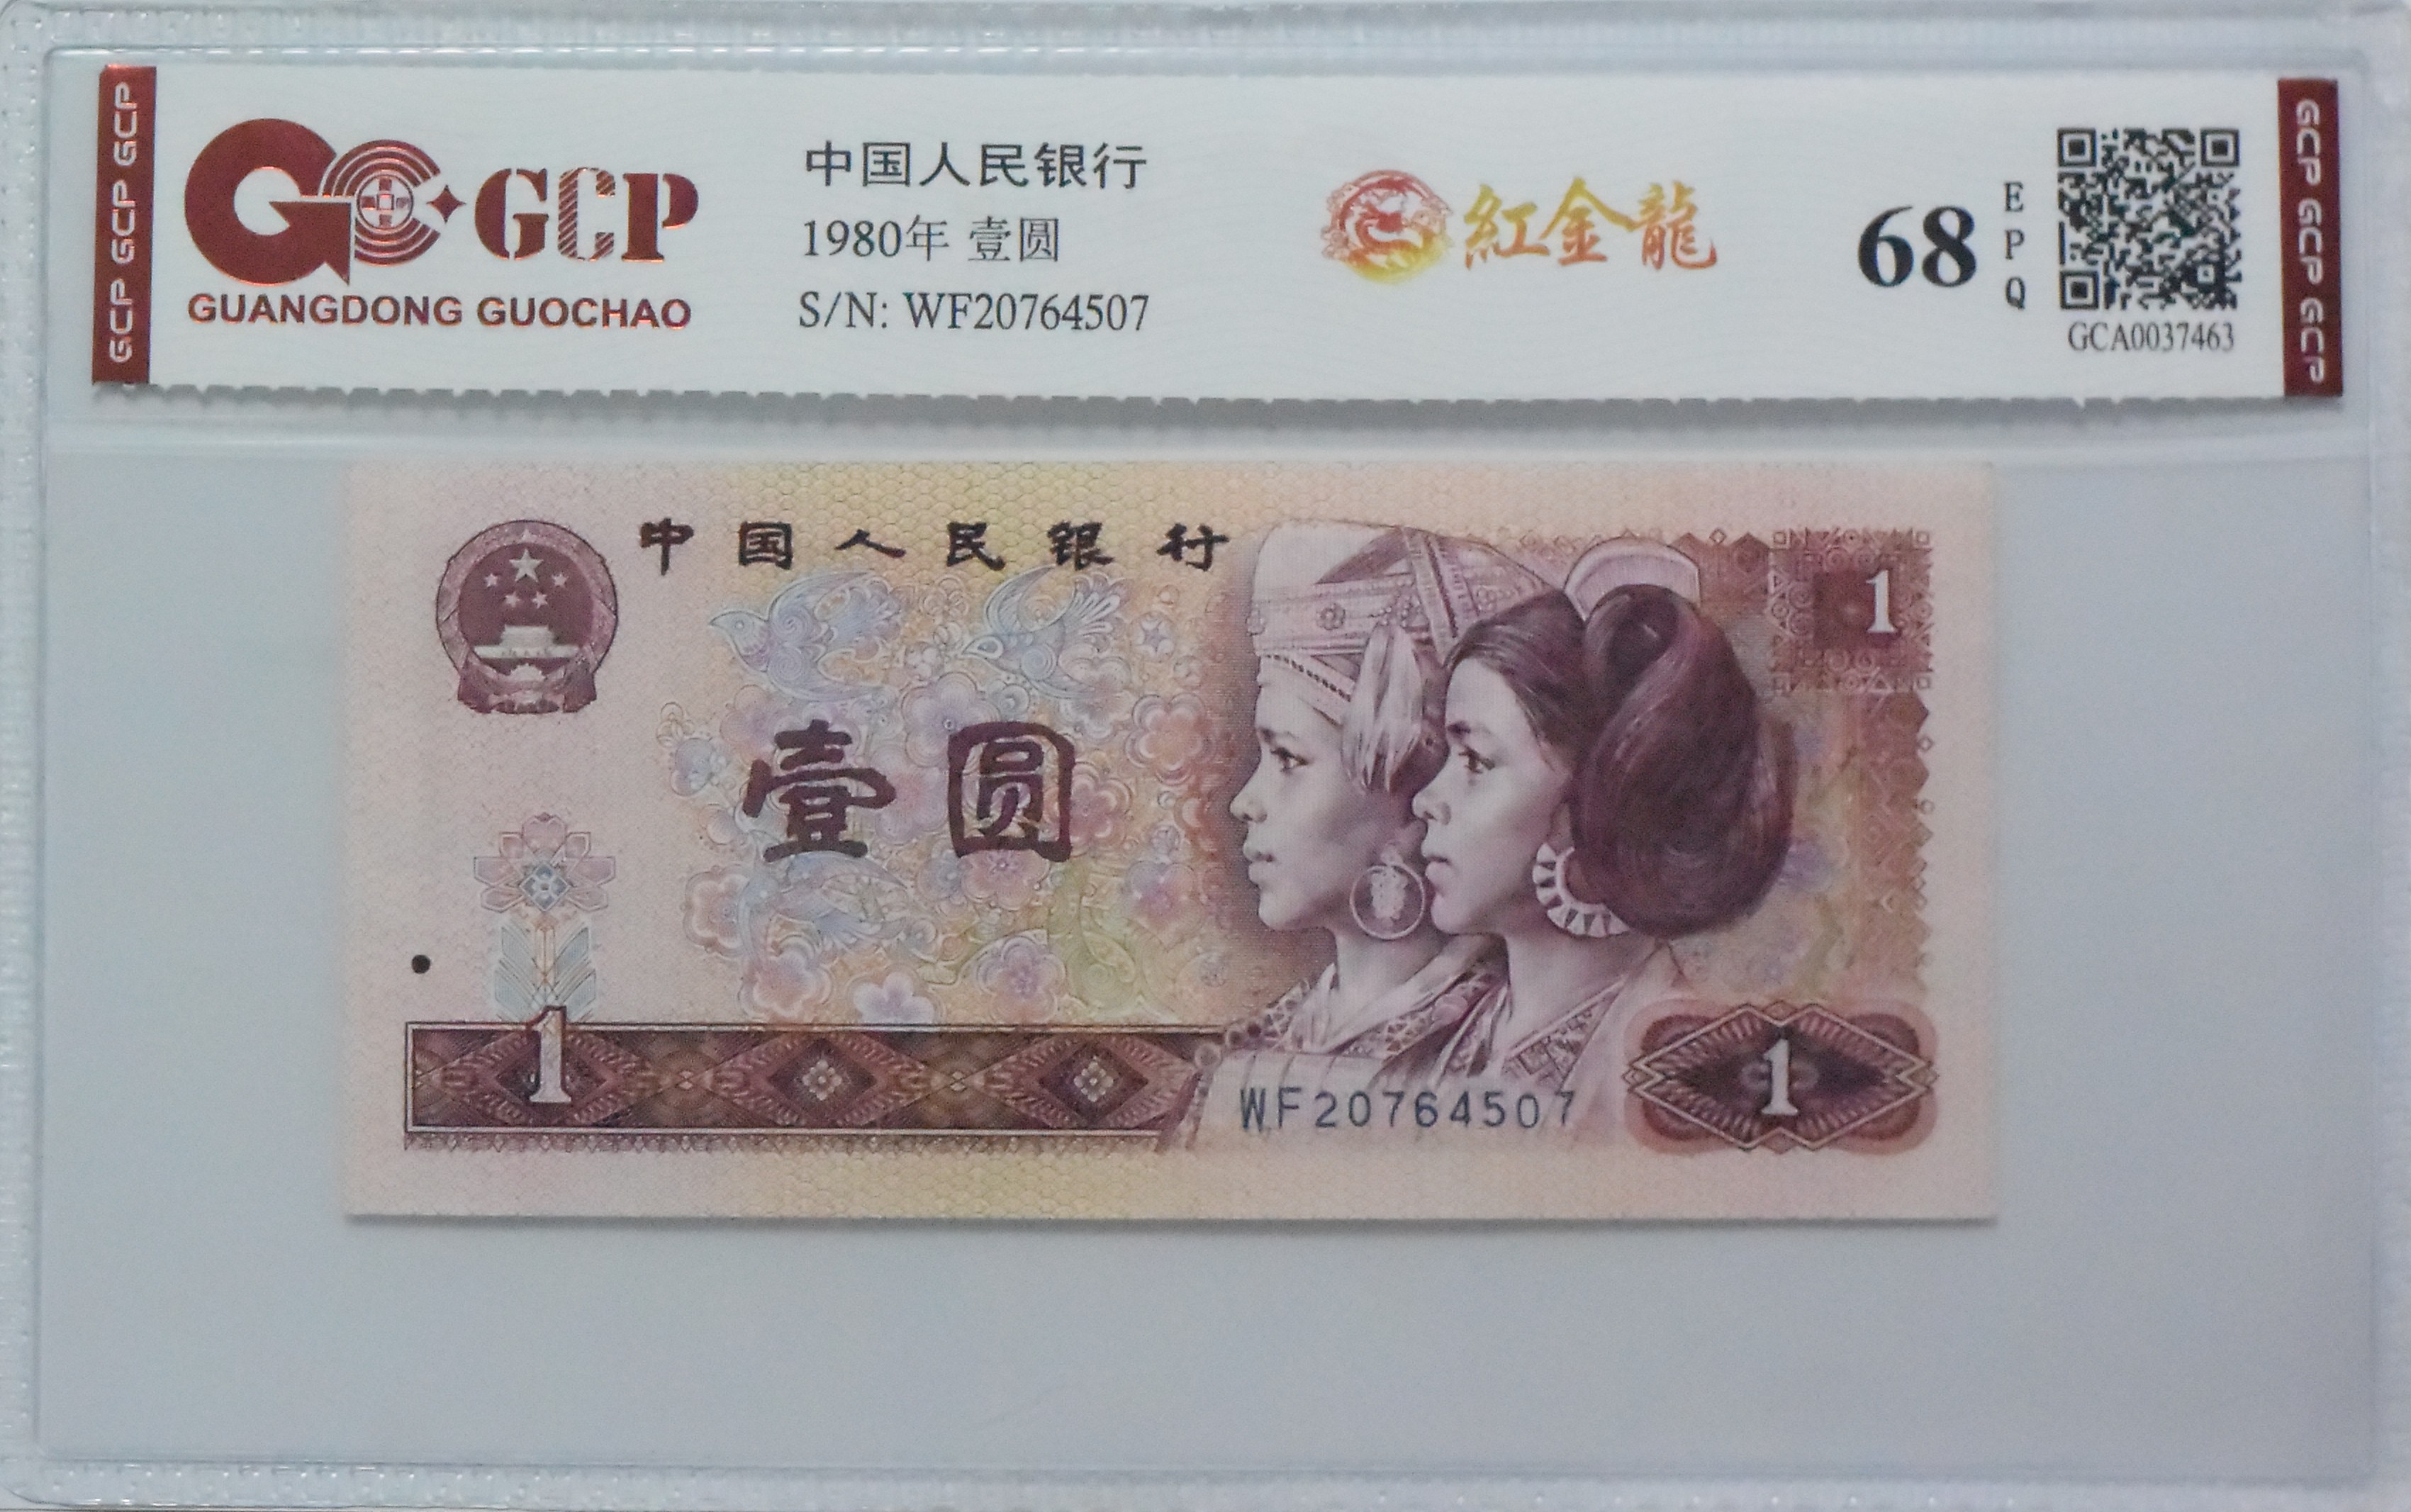 GCP GCP GCP
GCP
GUANGDONG GUOCHAO
中国人民银行
1980年 壹圆
S/N: WF20764507
紅金龍
68
EPQ
GCA0037463
GCP GCP GCP
中国人民银行
1
壹圆
1
WF20764507
1